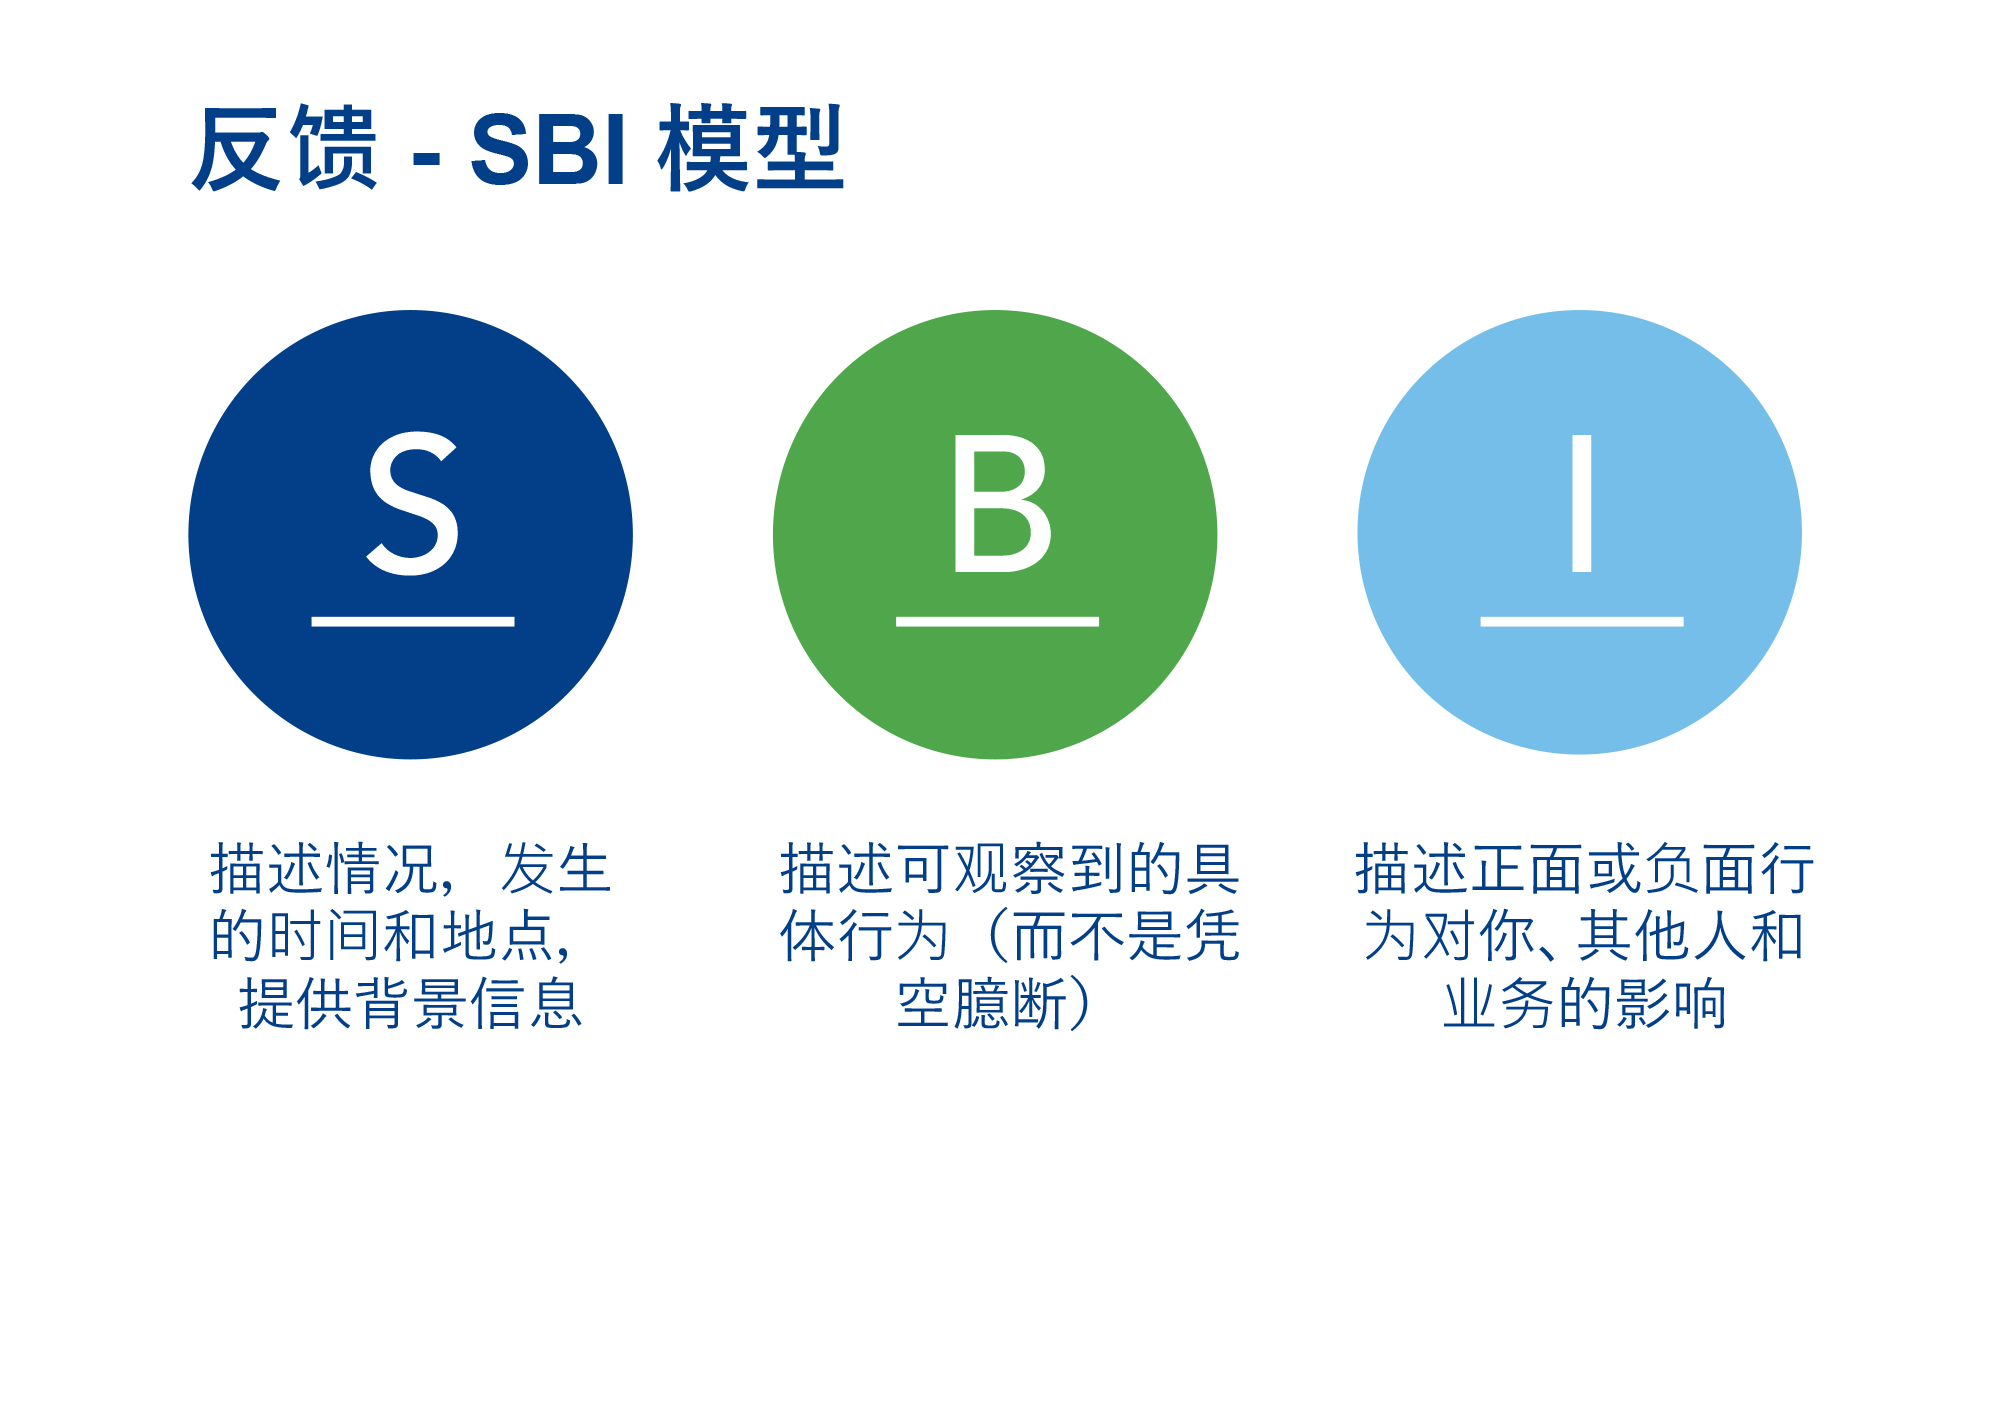 反馈 - SBI 模型
S
B
I
描述情况，发生
的时间和地点，
提供背景信息
描述可观察到的具
体行为（而不是凭
空臆断）
描述正面或负面行
为对你、其他人和
业务的影响